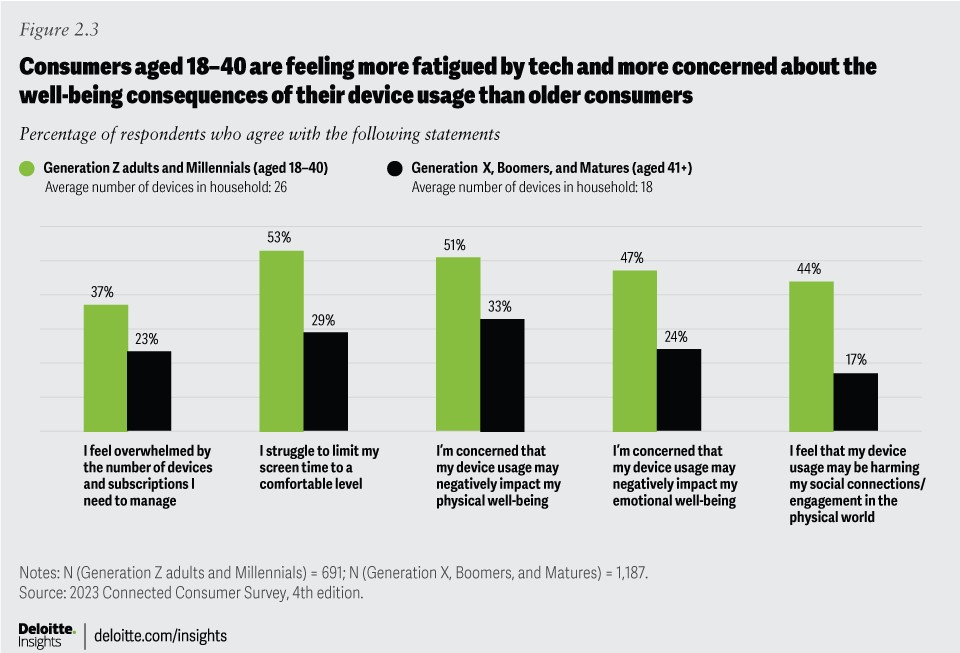 Figure 2.3
Consumers aged 18–40 are feeling more fatigued by tech and more concerned about the
well-being consequences of their device usage than older consumers
Percentage of respondents who agree with the following statements
Generation Z adults and Millennials (aged 18–40)
Average number of devices in household: 26
Generation X, Boomers, and Matures (aged 41+)
Average number of devices in household: 18
37%
23%
53%
29%
51%
33%
47%
24%
44%
17%
I feel overwhelmed by
the number of devices
and subscriptions I
need to manage
I struggle to limit my
screen time to a
comfortable level
I’m concerned that
my device usage may
negatively impact my
physical well-being
I’m concerned that
my device usage may
negatively impact my
emotional well-being
I feel that my device
usage may be harming
my social connections/
engagement in the
physical world
Notes: N (Generation Z adults and Millennials) = 691; N (Generation X, Boomers, and Matures) = 1,187.
Source: 2023 Connected Consumer Survey, 4th edition.
Deloitte.
Insights
deloitte.com/insights